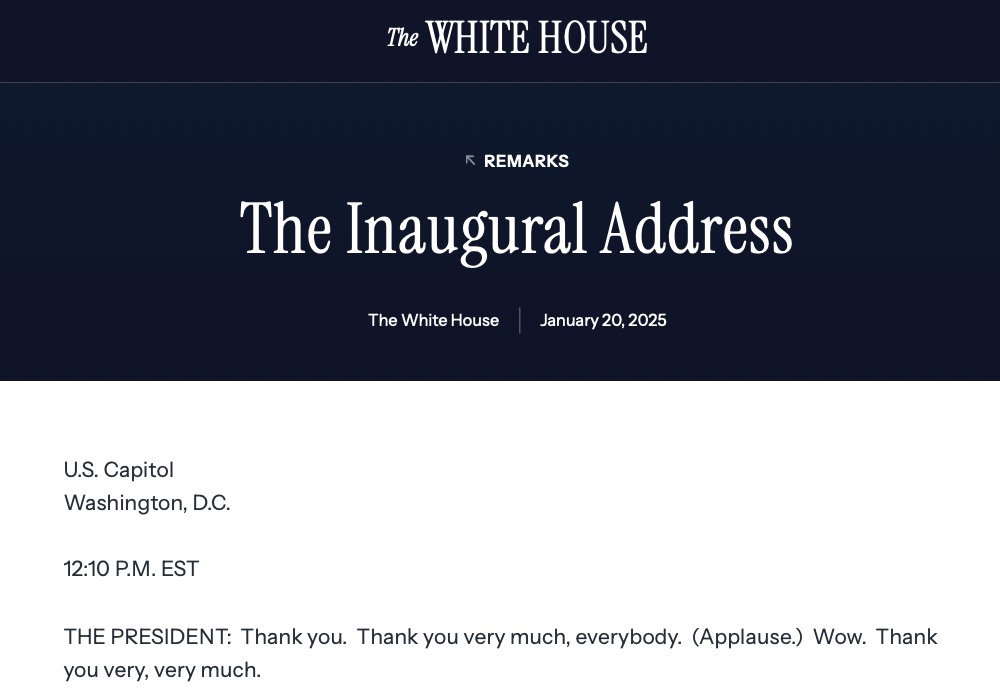 The WHITE HOUSE
REMARKS
The Inaugural Address
The White House | January 20, 2025
U.S. Capitol
Washington, D.C.
12:10 P.M. EST
THE PRESIDENT:  Thank you.  Thank you very much, everybody.  (Applause.)  Wow.  Thank
you very, very much.